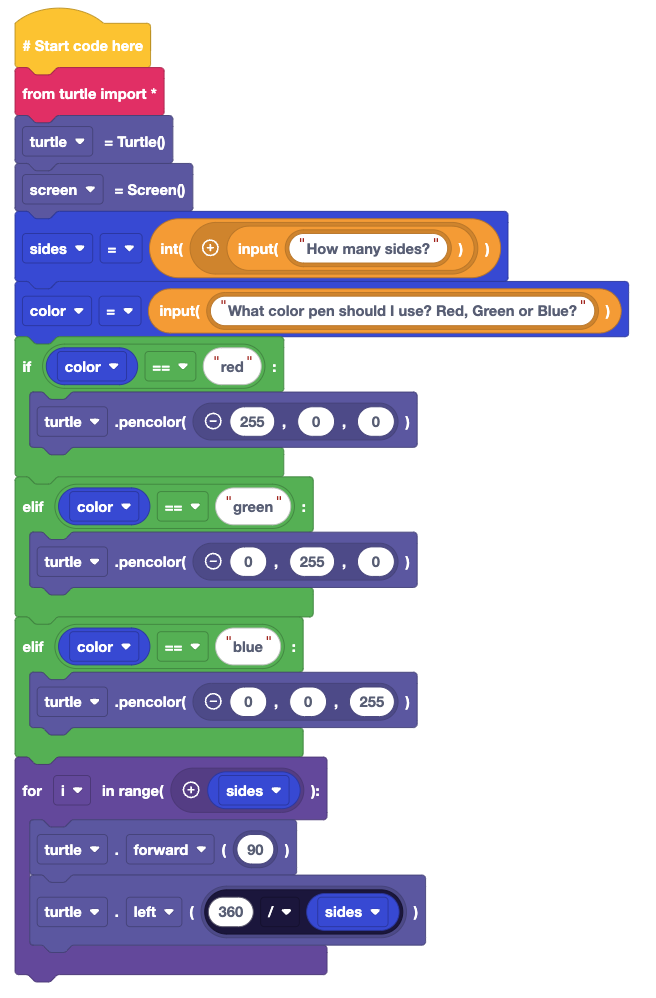 # Start code here
from turtle import *
turtle = Turtle()
screen = Screen()
sides = int( input( "How many sides?" ) )
color = input( "What color pen should I use? Red, Green or Blue?" )
if color == "red" :
turtle .pencolor( 255 , 0 , 0 )
elif color == "green" :
turtle .pencolor( 0 , 255 , 0 )
elif color == "blue" :
turtle .pencolor( 0 , 0 , 255 )
for i in range( sides ):
turtle . forward ( 90 )
turtle . left ( 360 / sides )